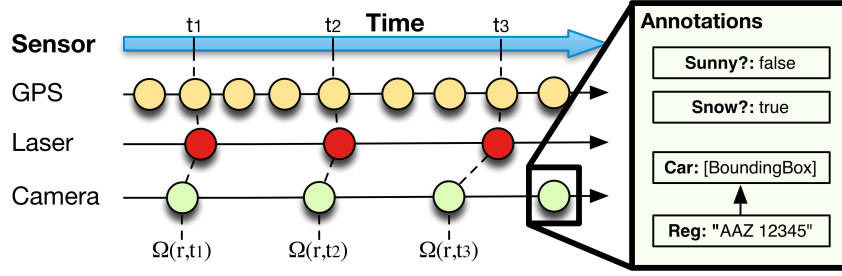 t1 t2 Time t3
Sensor
GPS
Laser
Camera
Ω(r,t1) Ω(r,t2) Ω(r,t3)
Annotations
Sunny?: false
Snow?: true
Car: [BoundingBox]
Reg: "AAZ 12345"